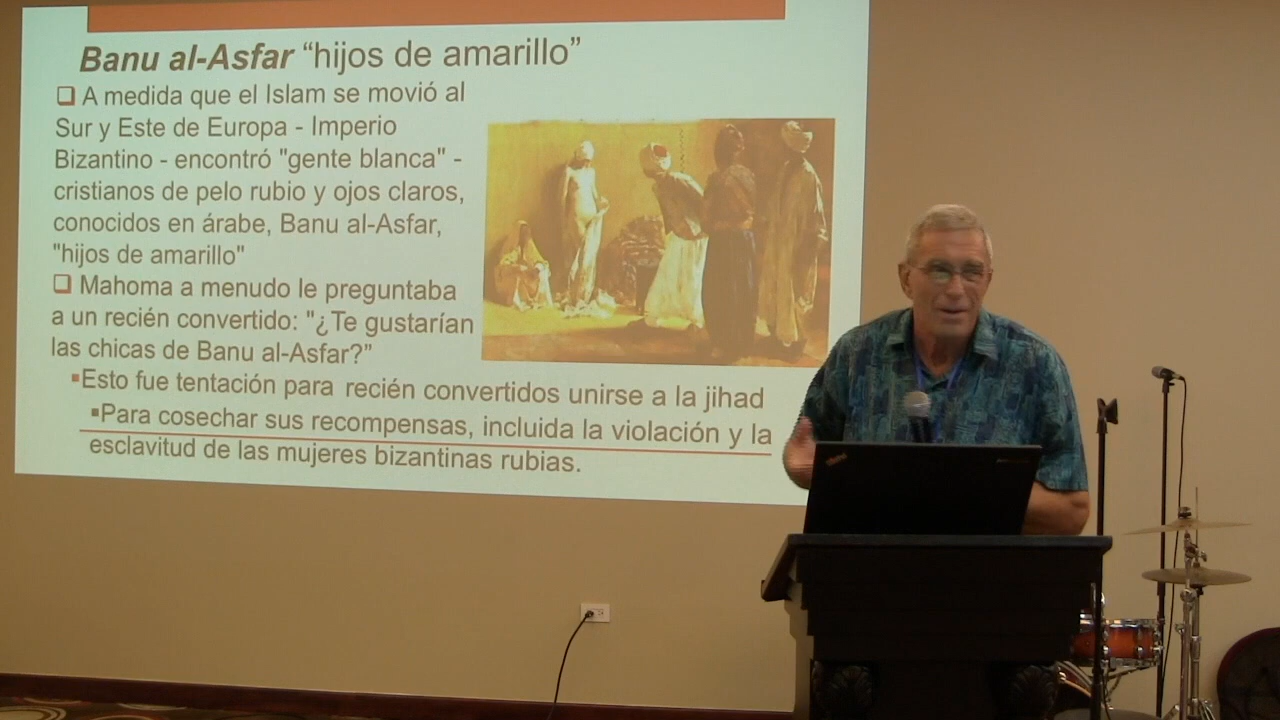 Banu al-Asfar “hijos de amarillo”
❑ A medida que el Islam se movió al
Sur y Este de Europa - Imperio
Bizantino - encontró "gente blanca" -
cristianos de pelo rubio y ojos claros,
conocidos en árabe, Banu al-Asfar,
"hijos de amarillo"
❑ Mahoma a menudo le preguntaba
a un recién convertido: "¿Te gustarían
las chicas de Banu al-Asfar?”
▪Esto fue tentación para recién convertidos unirse a la jihad
▪Para cosechar sus recompensas, incluida la violación y la
esclavitud de las mujeres bizantinas rubias.